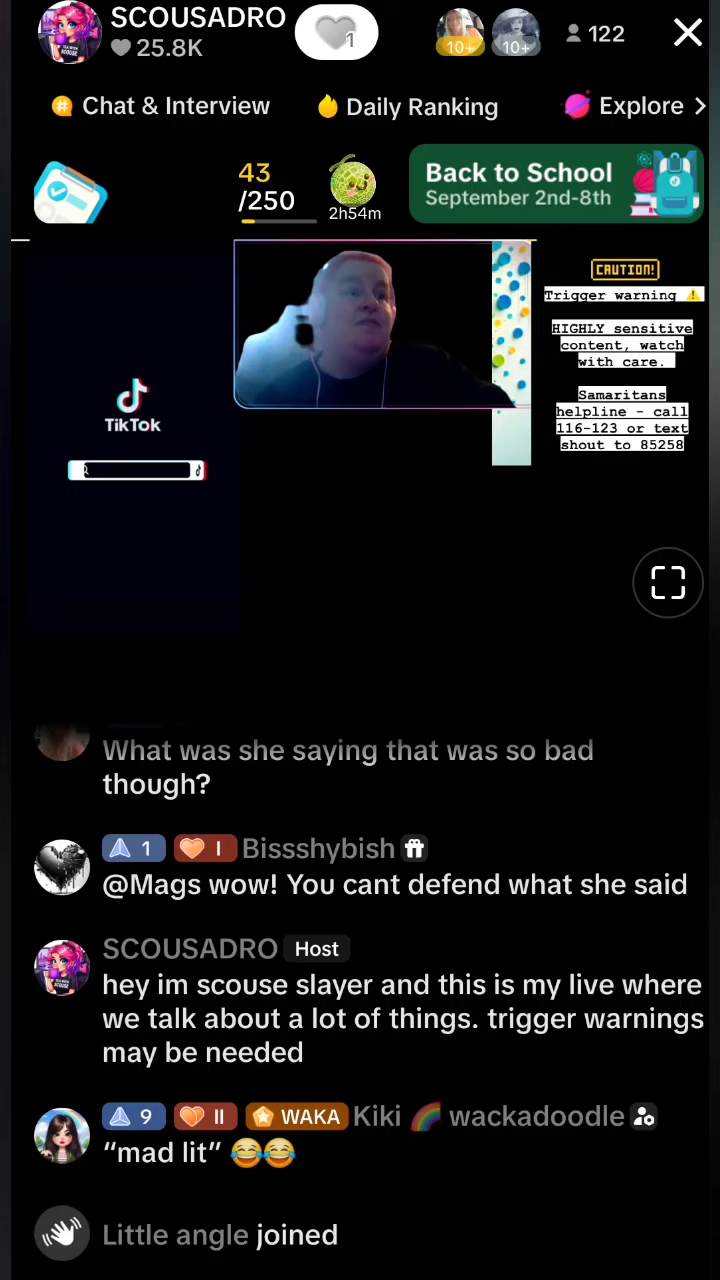 SCOUSADRO
25.8K
1
10+
10+
122
Chat & Interview
Daily Ranking
Explore
43
/250
2h54m
Back to School
September 2nd-8th
CAUTION!
Trigger warning ⚠️
HIGHLY sensitive
content, watch
with care.
Samaritans
helpline - call
116-123 or text
shout to 85258
TikTok
What was she saying that was so bad
though?
1 I Bissshybish
@Mags wow! You cant defend what she said
SCOUSADRO Host
hey im scouse slayer and this is my live where
we talk about a lot of things. trigger warnings
may be needed
9 II WAKA Kiki 🌈 wackadoodle
“mad lit” 😂😂
Little angle joined